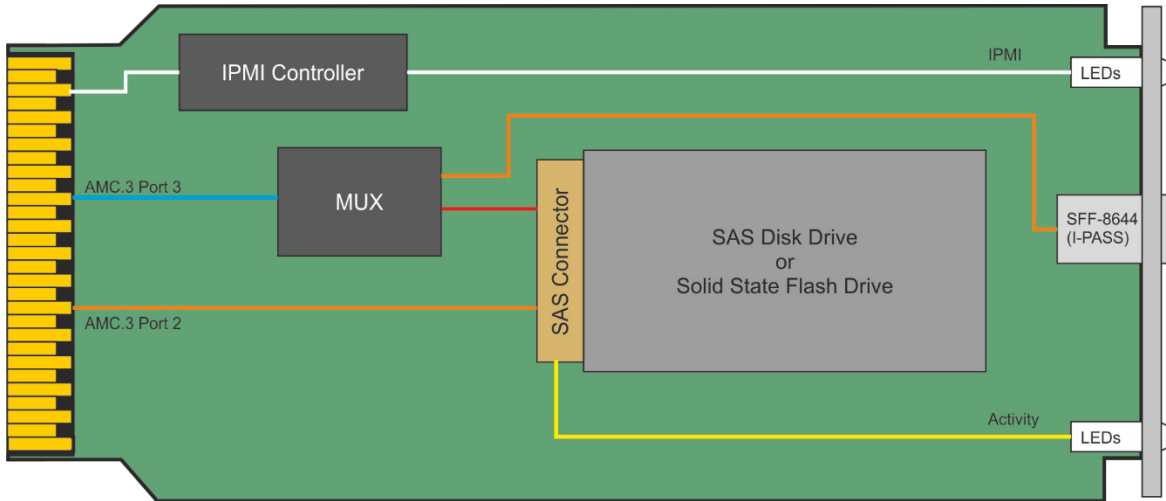 IPMI Controller
IPMI
LEDs
AMC.3 Port 3
MUX
SAS Connector
SAS Disk Drive
or
Solid State Flash Drive
SFF-8644
(I-PASS)
AMC.3 Port 2
Activity
LEDs